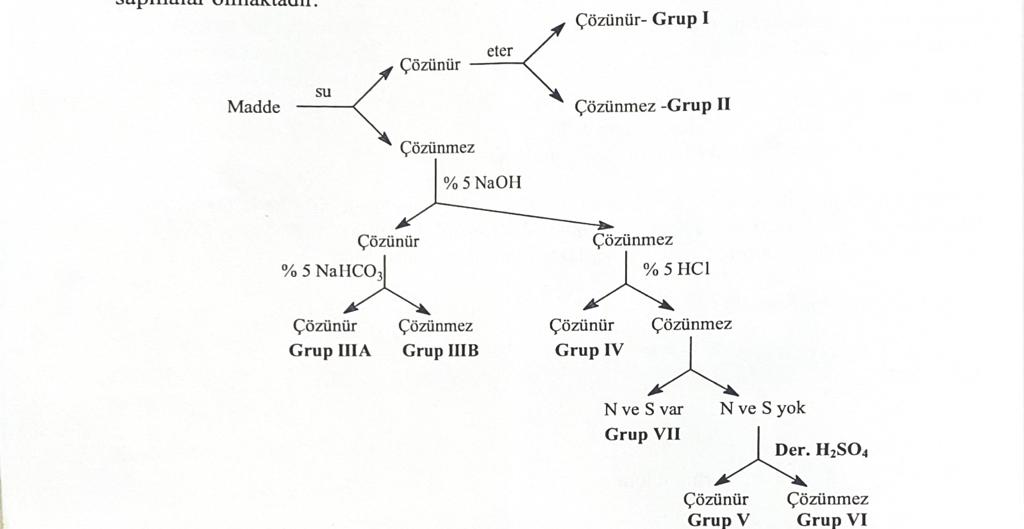 sapmalar olmaktadır.
Çözünür- Grup I
eter
Çözünür
su
Madde
Çözünmez -Grup II
Çözünmez
% 5 NaOH
Çözünür
Çözünmez
% 5 NaHCO₃
% 5 HCl
Çözünür
Çözünmez
Çözünür
Çözünmez
Grup IIIA
Grup IIIB
Grup IV
N ve S var
N ve S yok
Grup VII
Der. H₂SO₄
Çözünür
Çözünmez
Grup V
Grup VI